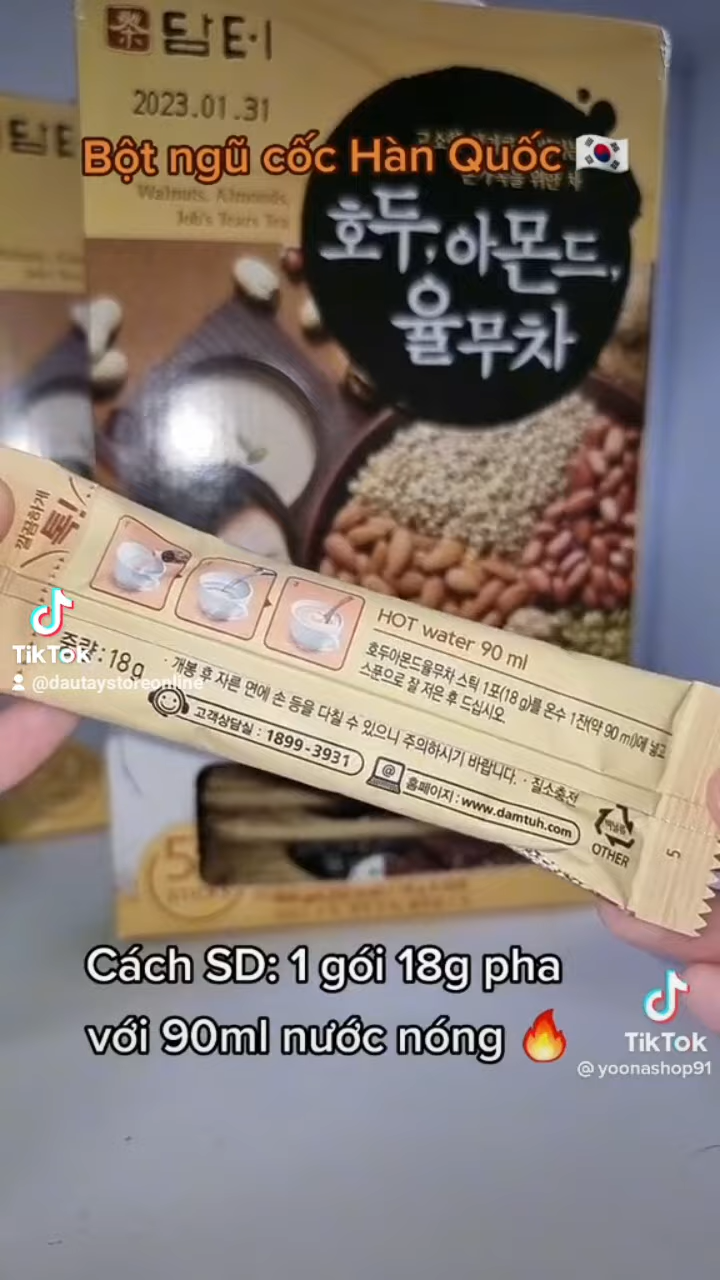 담터
2023.01.31
Bột ngũ cốc Hàn Quốc
Walnuts, Almonds,
Job's Tears Tea
호두, 아몬드,
율무차
깔끔하게
HOT water 90 ml
호두아몬드율무차 스틱 1포(18 g)를 온수 1잔(약 90 ml)에 넣고
스푼으로 잘 저은 후 드십시오.
중량:18g
· 개봉 후 자른 면에 손 등을 다칠 수 있으니 주의하시기 바랍니다. · 질소충전
고객상담실 : 1899-3931
홈페이지 : www.damtuh.com
OTHER
5
TikTok
@dautaystoreonline
Cách SD: 1 gói 18g pha
với 90ml nước nóng
TikTok
@yoonashop91